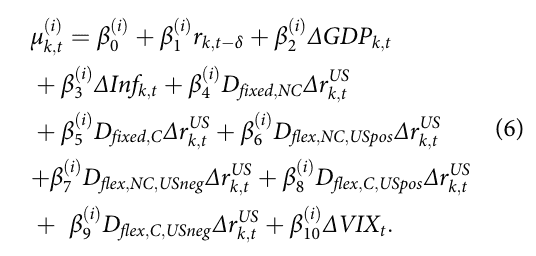 μ_{k,t}^{(i)} = β_0^{(i)} + β_1^{(i)} r_{k,t−δ} + β_2^{(i)} ΔGDP_{k,t}
+ β_3^{(i)} ΔInf_{k,t} + β_4^{(i)} D_{fixed,NC} Δr_{k,t}^{US}
+ β_5^{(i)} D_{fixed,C} Δr_{k,t}^{US} + β_6^{(i)} D_{flex,NC,USpos} Δr_{k,t}^{US} (6)
+β_7^{(i)} D_{flex,NC,USneg} Δr_{k,t}^{US} + β_8^{(i)} D_{flex,C,USpos} Δr_{k,t}^{US}
+ β_9^{(i)} D_{flex,C,USneg} Δr_{k,t}^{US} + β_{10}^{(i)} ΔVIX_t.